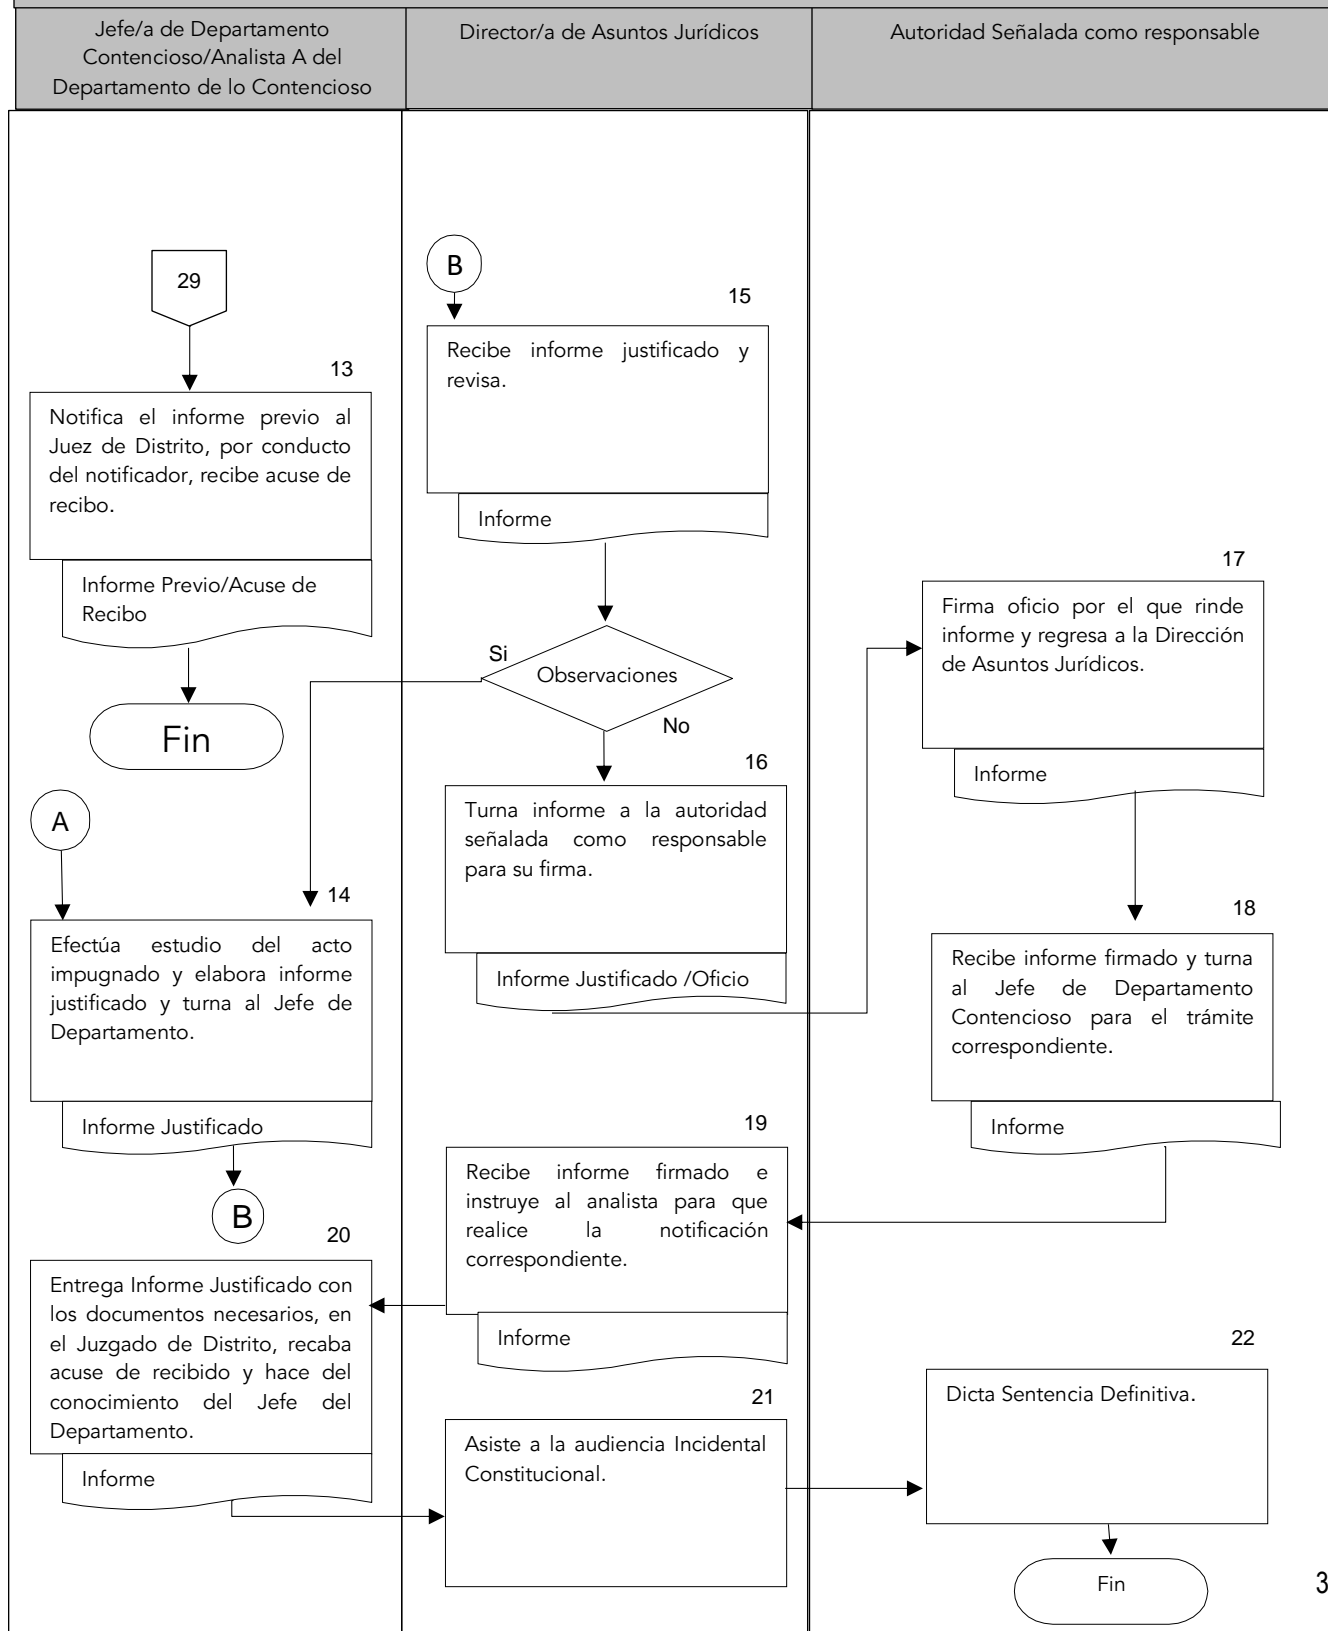 Jefe/a de Departamento
Contencioso/Analista A del
Departamento de lo Contencioso
Director/a de Asuntos Jurídicos
Autoridad Señalada como responsable
29
13
Notifica el informe previo al
Juez de Distrito, por conducto
del notificador, recibe acuse de
recibo.
Informe Previo/Acuse de
Recibo
Fin
A
14
Efectúa estudio del acto
impugnado y elabora informe
justificado y turna al Jefe de
Departamento.
Informe Justificado
B
B
15
Recibe informe justificado y
revisa.
Informe
Observaciones
Si
No
16
Turna informe a la autoridad
señalada como responsable
para su firma.
Informe Justificado /Oficio
17
Firma oficio por el que rinde
informe y regresa a la Dirección
de Asuntos Jurídicos.
Informe
18
Recibe informe firmado y turna
al Jefe de Departamento
Contencioso para el trámite
correspondiente.
Informe
19
Recibe informe firmado e
instruye al analista para que
realice la notificación
correspondiente.
Informe
20
Entrega Informe Justificado con
los documentos necesarios, en
el Juzgado de Distrito, recaba
acuse de recibido y hace del
conocimiento del Jefe del
Departamento.
Informe
21
Asiste a la audiencia Incidental
Constitucional.
22
Dicta Sentencia Definitiva.
Fin
3